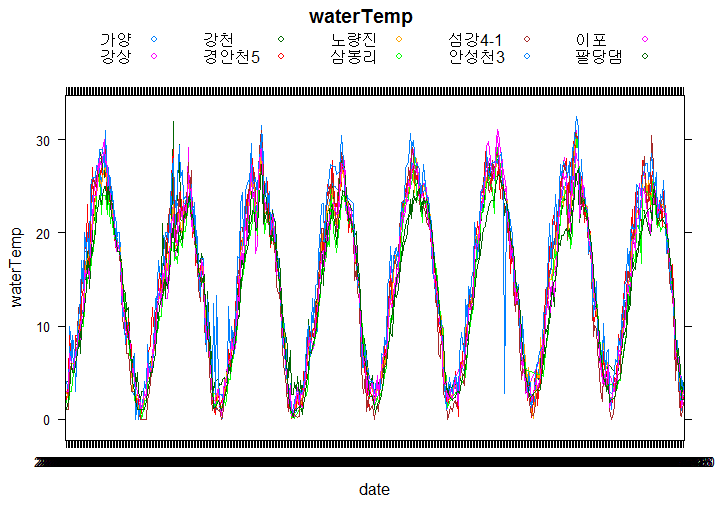 waterTemp
가양 강천 노량진 섬강4-1 이포
강상 경안천5 삼봉리 안성천3 팔당댐
30
20
10
0
waterTemp
date